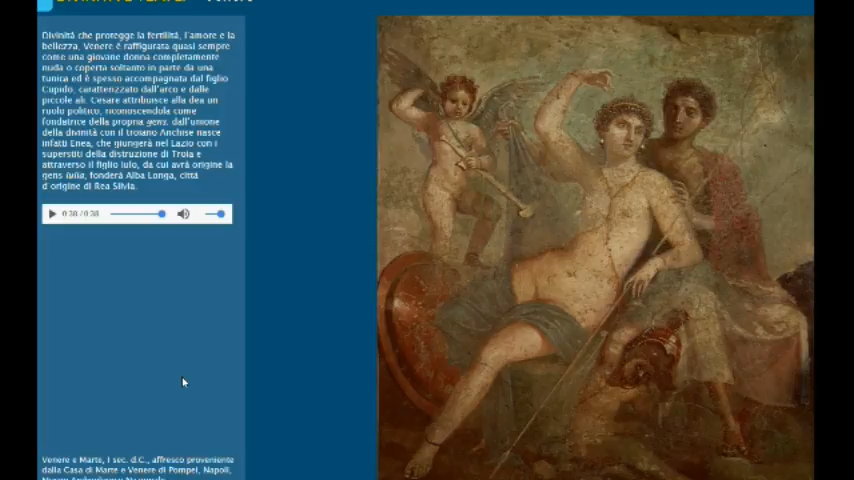 Venere
Divinità che protegge la fertilità, l'amore e la
bellezza, Venere è raffigurata quasi sempre
come una giovane donna completamente
nuda o coperta soltanto in parte da una
tunica ed è spesso accompagnata dal figlio
Cupido, caratterizzato dall'arco e dalle
piccole ali. Cesare attribuisce alla dea un
ruolo politico, riconoscendola come
fondatrice della propria gens: dall'unione
della divinità con il troiano Anchise nasce
infatti Enea, che giungerà nel Lazio con i
superstiti della distruzione di Troia e
attraverso il figlio Iulo, da cui avrà origine la
gens Iulia, fonderà Alba Longa, città
d'origine di Rea Silvia.
0:38 / 0:38
Venere e Marte, I sec. d.C., affresco proveniente
dalla Casa di Marte e Venere di Pompei, Napoli,